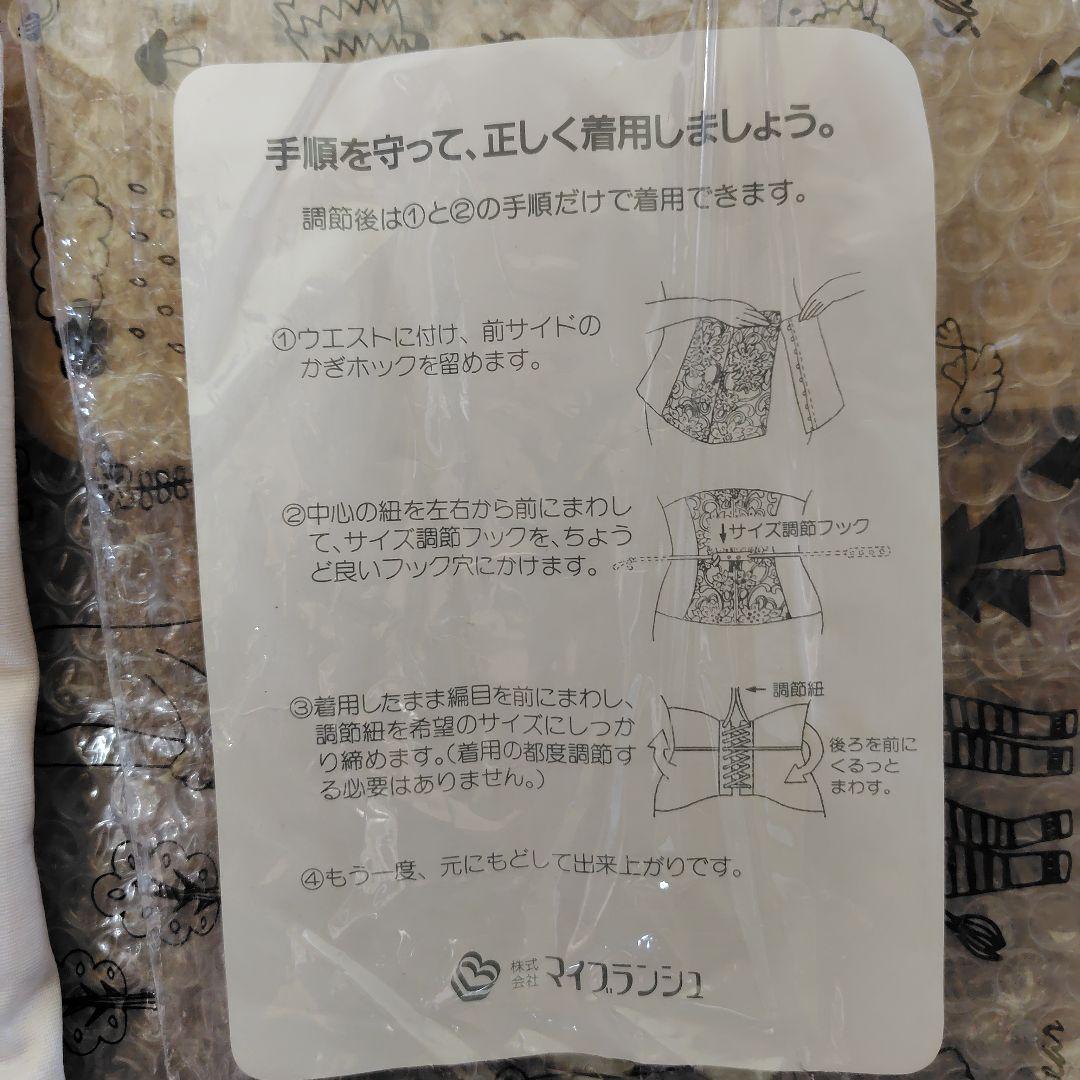 手順を守って、正しく着用しましょう。
調節後は①と②の手順だけで着用できます。
①ウエストに付け、前サイドの
かぎホックを留めます。
②中心の紐を左右から前にまわし
て、サイズ調節フックを、ちょう
ど良いフック穴にかけます。
↓サイズ調節フック
③着用したまま編目を前にまわし、
調節紐を希望のサイズにしっか
り締めます。(着用の都度調節す
る必要はありません。)
←調節紐
後ろを前に
くるっと
まわす。
④もう一度、元にもどして出来上がりです。
株式会社 マイブランシュ